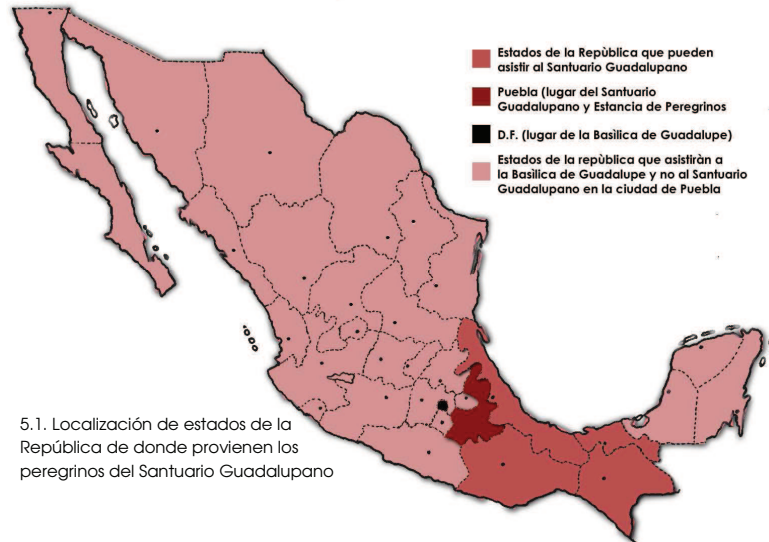 Estados de la Repùblica que pueden
asistir al Santuario Guadalupano
Puebla (lugar del Santuario
Guadalupano y Estancia de Peregrinos
D.F. (lugar de la Basìlica de Guadalupe)
Estados de la repùblica que asistiràn a
la Basìlica de Guadalupe y no al Santuario
Guadalupano en la ciudad de Puebla
5.1. Localización de estados de la
República de donde provienen los
peregrinos del Santuario Guadalupano